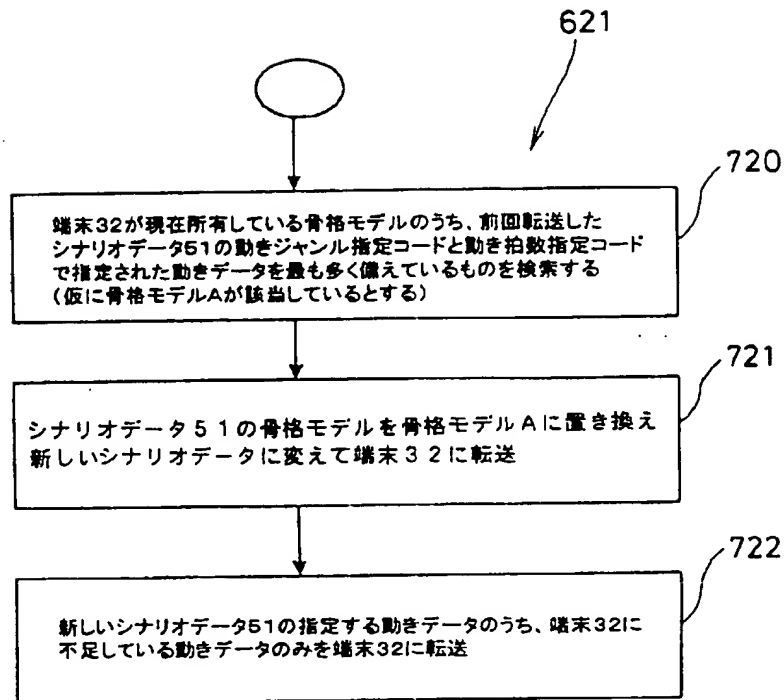 621
720
端末32が現在所有している骨格モデルのうち、前回転送した
シナリオデータ51の動きジャンル指定コードと動き拍数指定コード
で指定された動きデータを最も多く備えているものを検索する
(仮に骨格モデルAが該当しているとする)
721
シナリオデータ51の骨格モデルを骨格モデルAに置き換え
新しいシナリオデータに変えて端末32に転送
722
新しいシナリオデータ51の指定する動きデータのうち、端末32に
不足している動きデータのみを端末32に転送